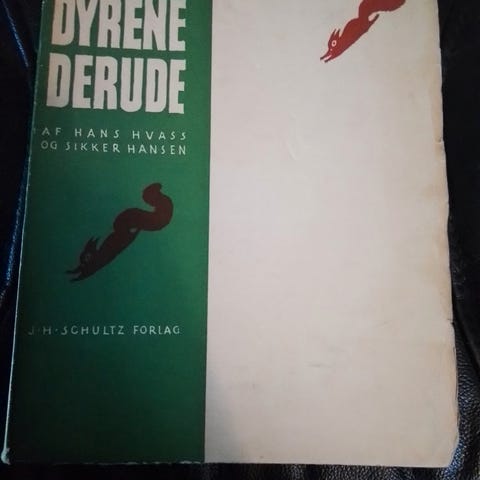 DYRENE
DERUDE
AF HANS HVASS
OG SIKKER HANSEN
J·H·SCHULTZ FORLAG